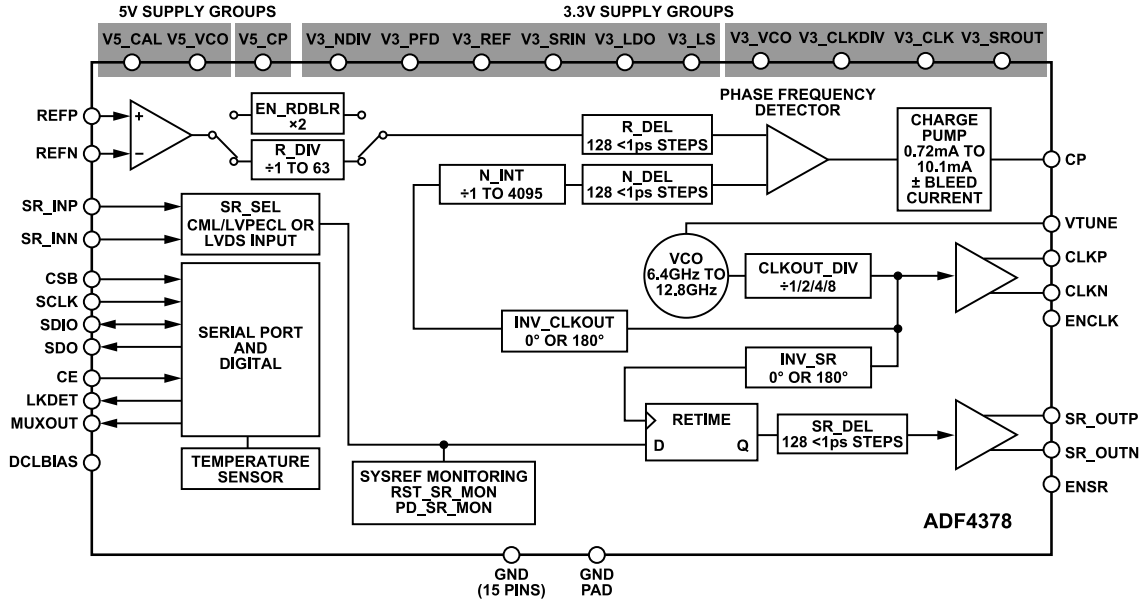 5V SUPPLY GROUPS
3.3V SUPPLY GROUPS
V5_CAL V5_VCO V5_CP V3_NDIV V3_PFD V3_REF V3_SRIN V3_LDO V3_LS V3_VCO V3_CLKDIV V3_CLK V3_SROUT
REFP
REFN
+
−
EN_RDBLR
×2
R_DIV
÷1 TO 63
R_DEL
128 <1ps STEPS
N_INT
÷1 TO 4095
N_DEL
128 <1ps STEPS
PHASE FREQUENCY
DETECTOR
CHARGE
PUMP
0.72mA TO
10.1mA
± BLEED
CURRENT
CP
SR_INP
SR_INN
SR_SEL
CML/LVPECL OR
LVDS INPUT
VTUNE
VCO
6.4GHz TO
12.8GHz
CLKOUT_DIV
÷1/2/4/8
CLKP
CLKN
ENCLK
CSB
SCLK
SDIO
SDO
CE
LKDET
MUXOUT
DCLBIAS
SERIAL PORT
AND
DIGITAL
TEMPERATURE
SENSOR
INV_CLKOUT
0° OR 180°
INV_SR
0° OR 180°
RETIME
D Q
SR_DEL
128 <1ps STEPS
SR_OUTP
SR_OUTN
ENSR
SYSREF MONITORING
RST_SR_MON
PD_SR_MON
ADF4378
GND
(15 PINS)
GND
PAD